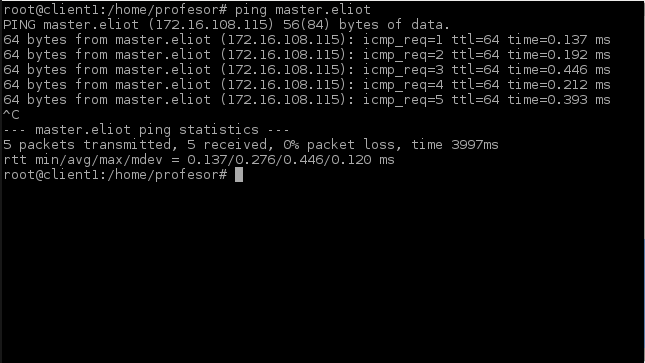 root@client1:/home/profesor# ping master.eliot
PING master.eliot (172.16.108.115) 56(84) bytes of data.
64 bytes from master.eliot (172.16.108.115): icmp_req=1 ttl=64 time=0.137 ms
64 bytes from master.eliot (172.16.108.115): icmp_req=2 ttl=64 time=0.192 ms
64 bytes from master.eliot (172.16.108.115): icmp_req=3 ttl=64 time=0.446 ms
64 bytes from master.eliot (172.16.108.115): icmp_req=4 ttl=64 time=0.212 ms
64 bytes from master.eliot (172.16.108.115): icmp_req=5 ttl=64 time=0.393 ms
^C
--- master.eliot ping statistics ---
5 packets transmitted, 5 received, 0% packet loss, time 3997ms
rtt min/avg/max/mdev = 0.137/0.276/0.446/0.120 ms
root@client1:/home/profesor#